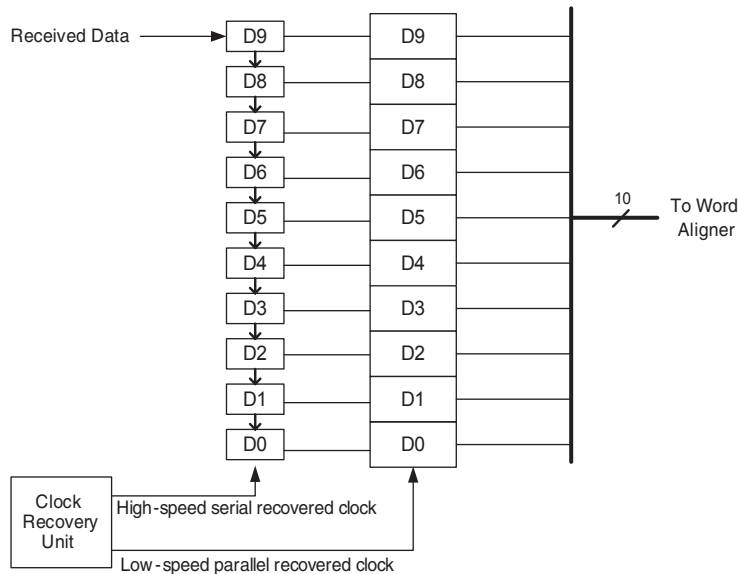 Received Data
D9
D9
D8
D8
D7
D7
D6
D6
10
To Word
Aligner
D5
D5
D4
D4
D3
D3
D2
D2
D1
D1
D0
D0
Clock
Recovery
Unit
High-speed serial recovered clock
Low-speed parallel recovered clock